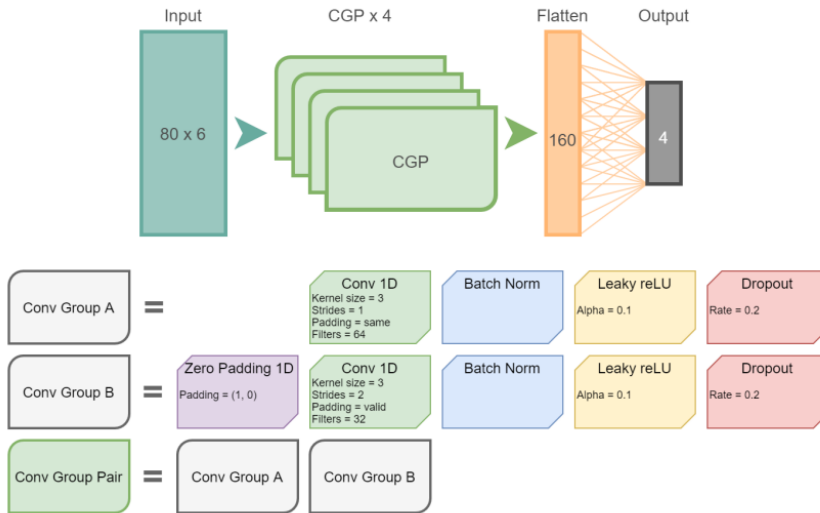 Input
CGP x 4
Flatten
Output
80 x 6
CGP
160
4
Conv Group A
=
Conv 1D
Kernel size = 3
Strides = 1
Padding = same
Filters = 64
Batch Norm
Leaky reLU
Alpha = 0.1
Dropout
Rate = 0.2
Conv Group B
=
Zero Padding 1D
Padding = (1, 0)
Conv 1D
Kernel size = 3
Strides = 2
Padding = valid
Filters = 32
Batch Norm
Leaky reLU
Alpha = 0.1
Dropout
Rate = 0.2
Conv Group Pair
=
Conv Group A
Conv Group B